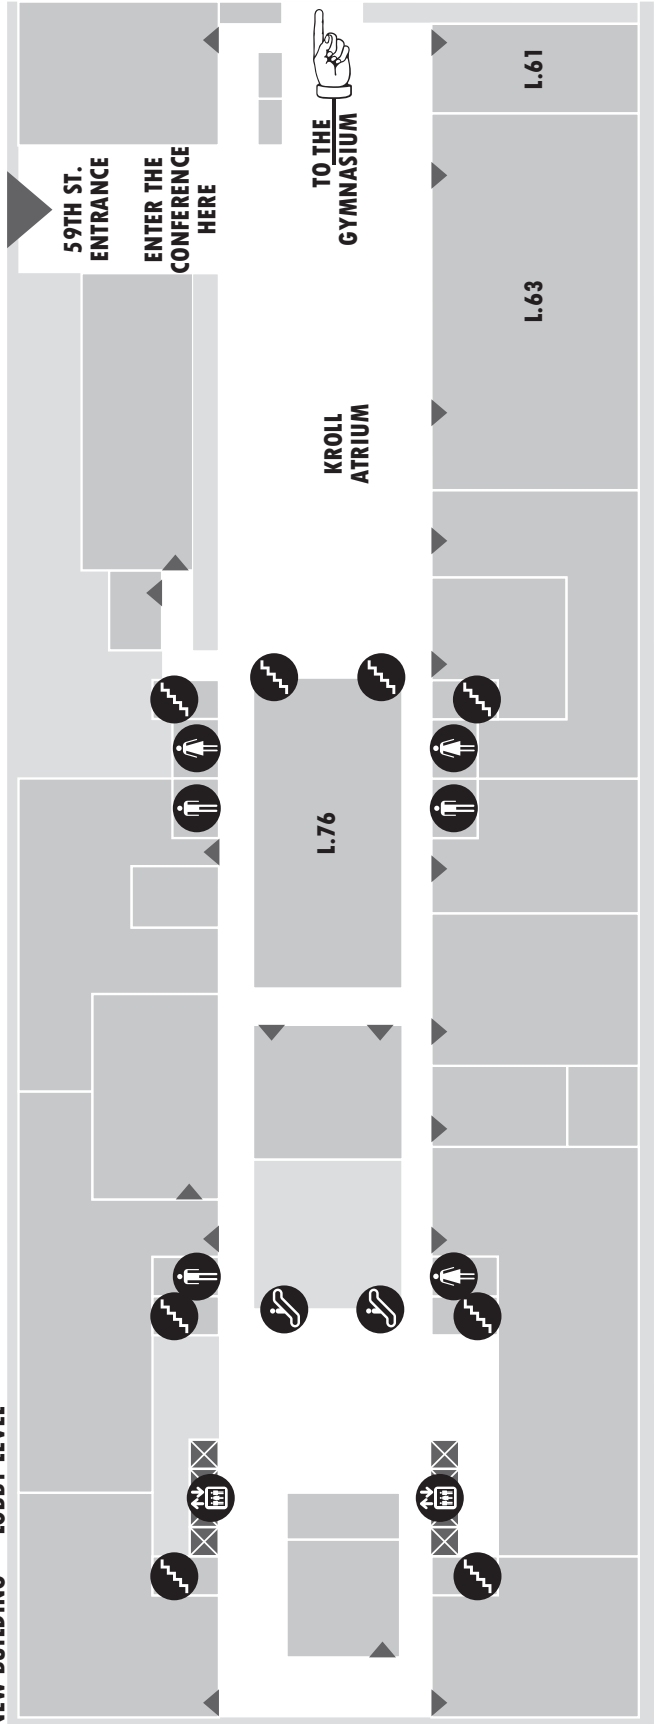 NEW BUILDING LOBBY LEVEL
59TH ST.
ENTRANCE
ENTER THE
CONFERENCE
HERE
TO THE
GYMNASIUM
KROLL
ATRIUM
L.76
L.63
L.61